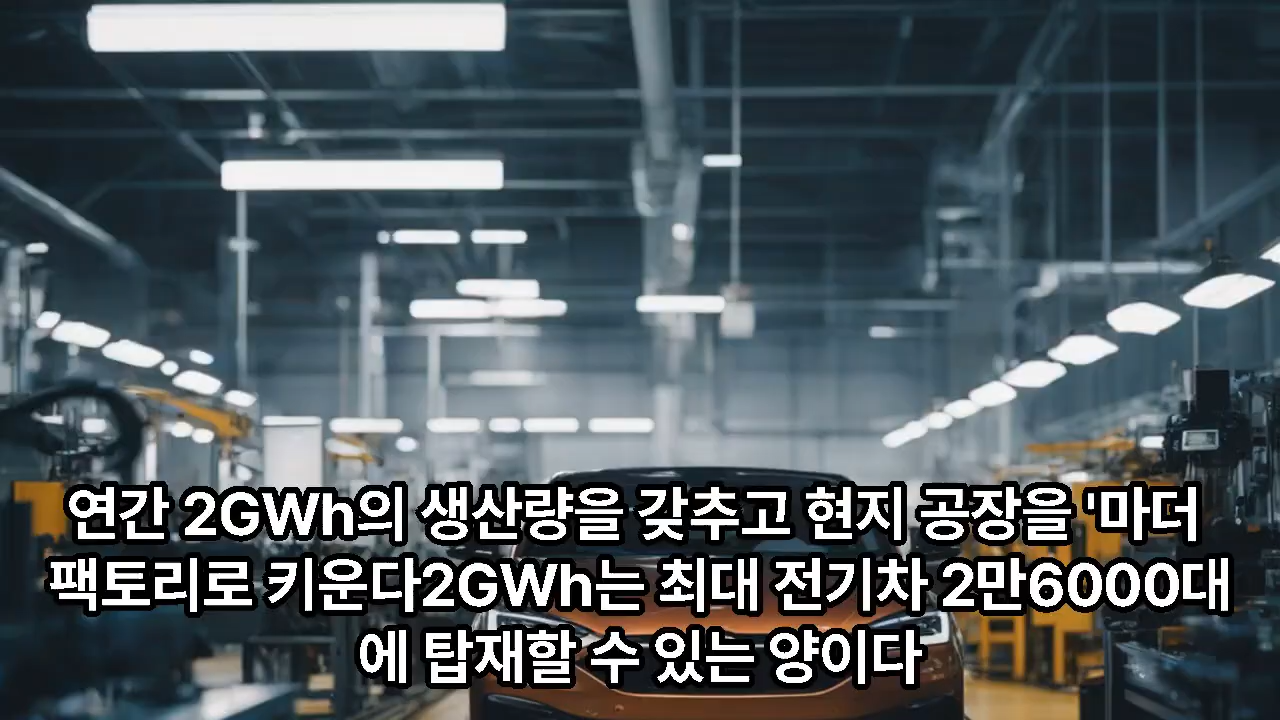 연간 2GWh의 생산량을 갖추고 현지 공장을 '마더
팩토리로 키운다2GWh는 최대 전기차 2만6000대
에 탑재할 수 있는 양이다